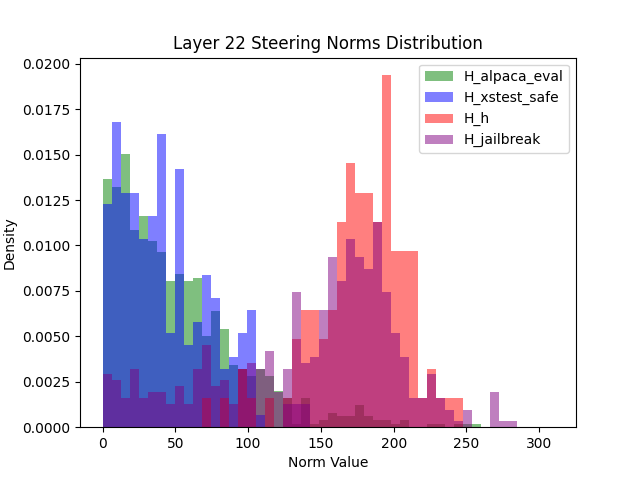 Layer 22 Steering Norms Distribution
0.0200
0.0175
0.0150
0.0125
0.0100
0.0075
0.0050
0.0025
0.0000
Density
H_alpaca_eval
H_xstest_safe
H_h
H_jailbreak
0 50 100 150 200 250 300
Norm Value